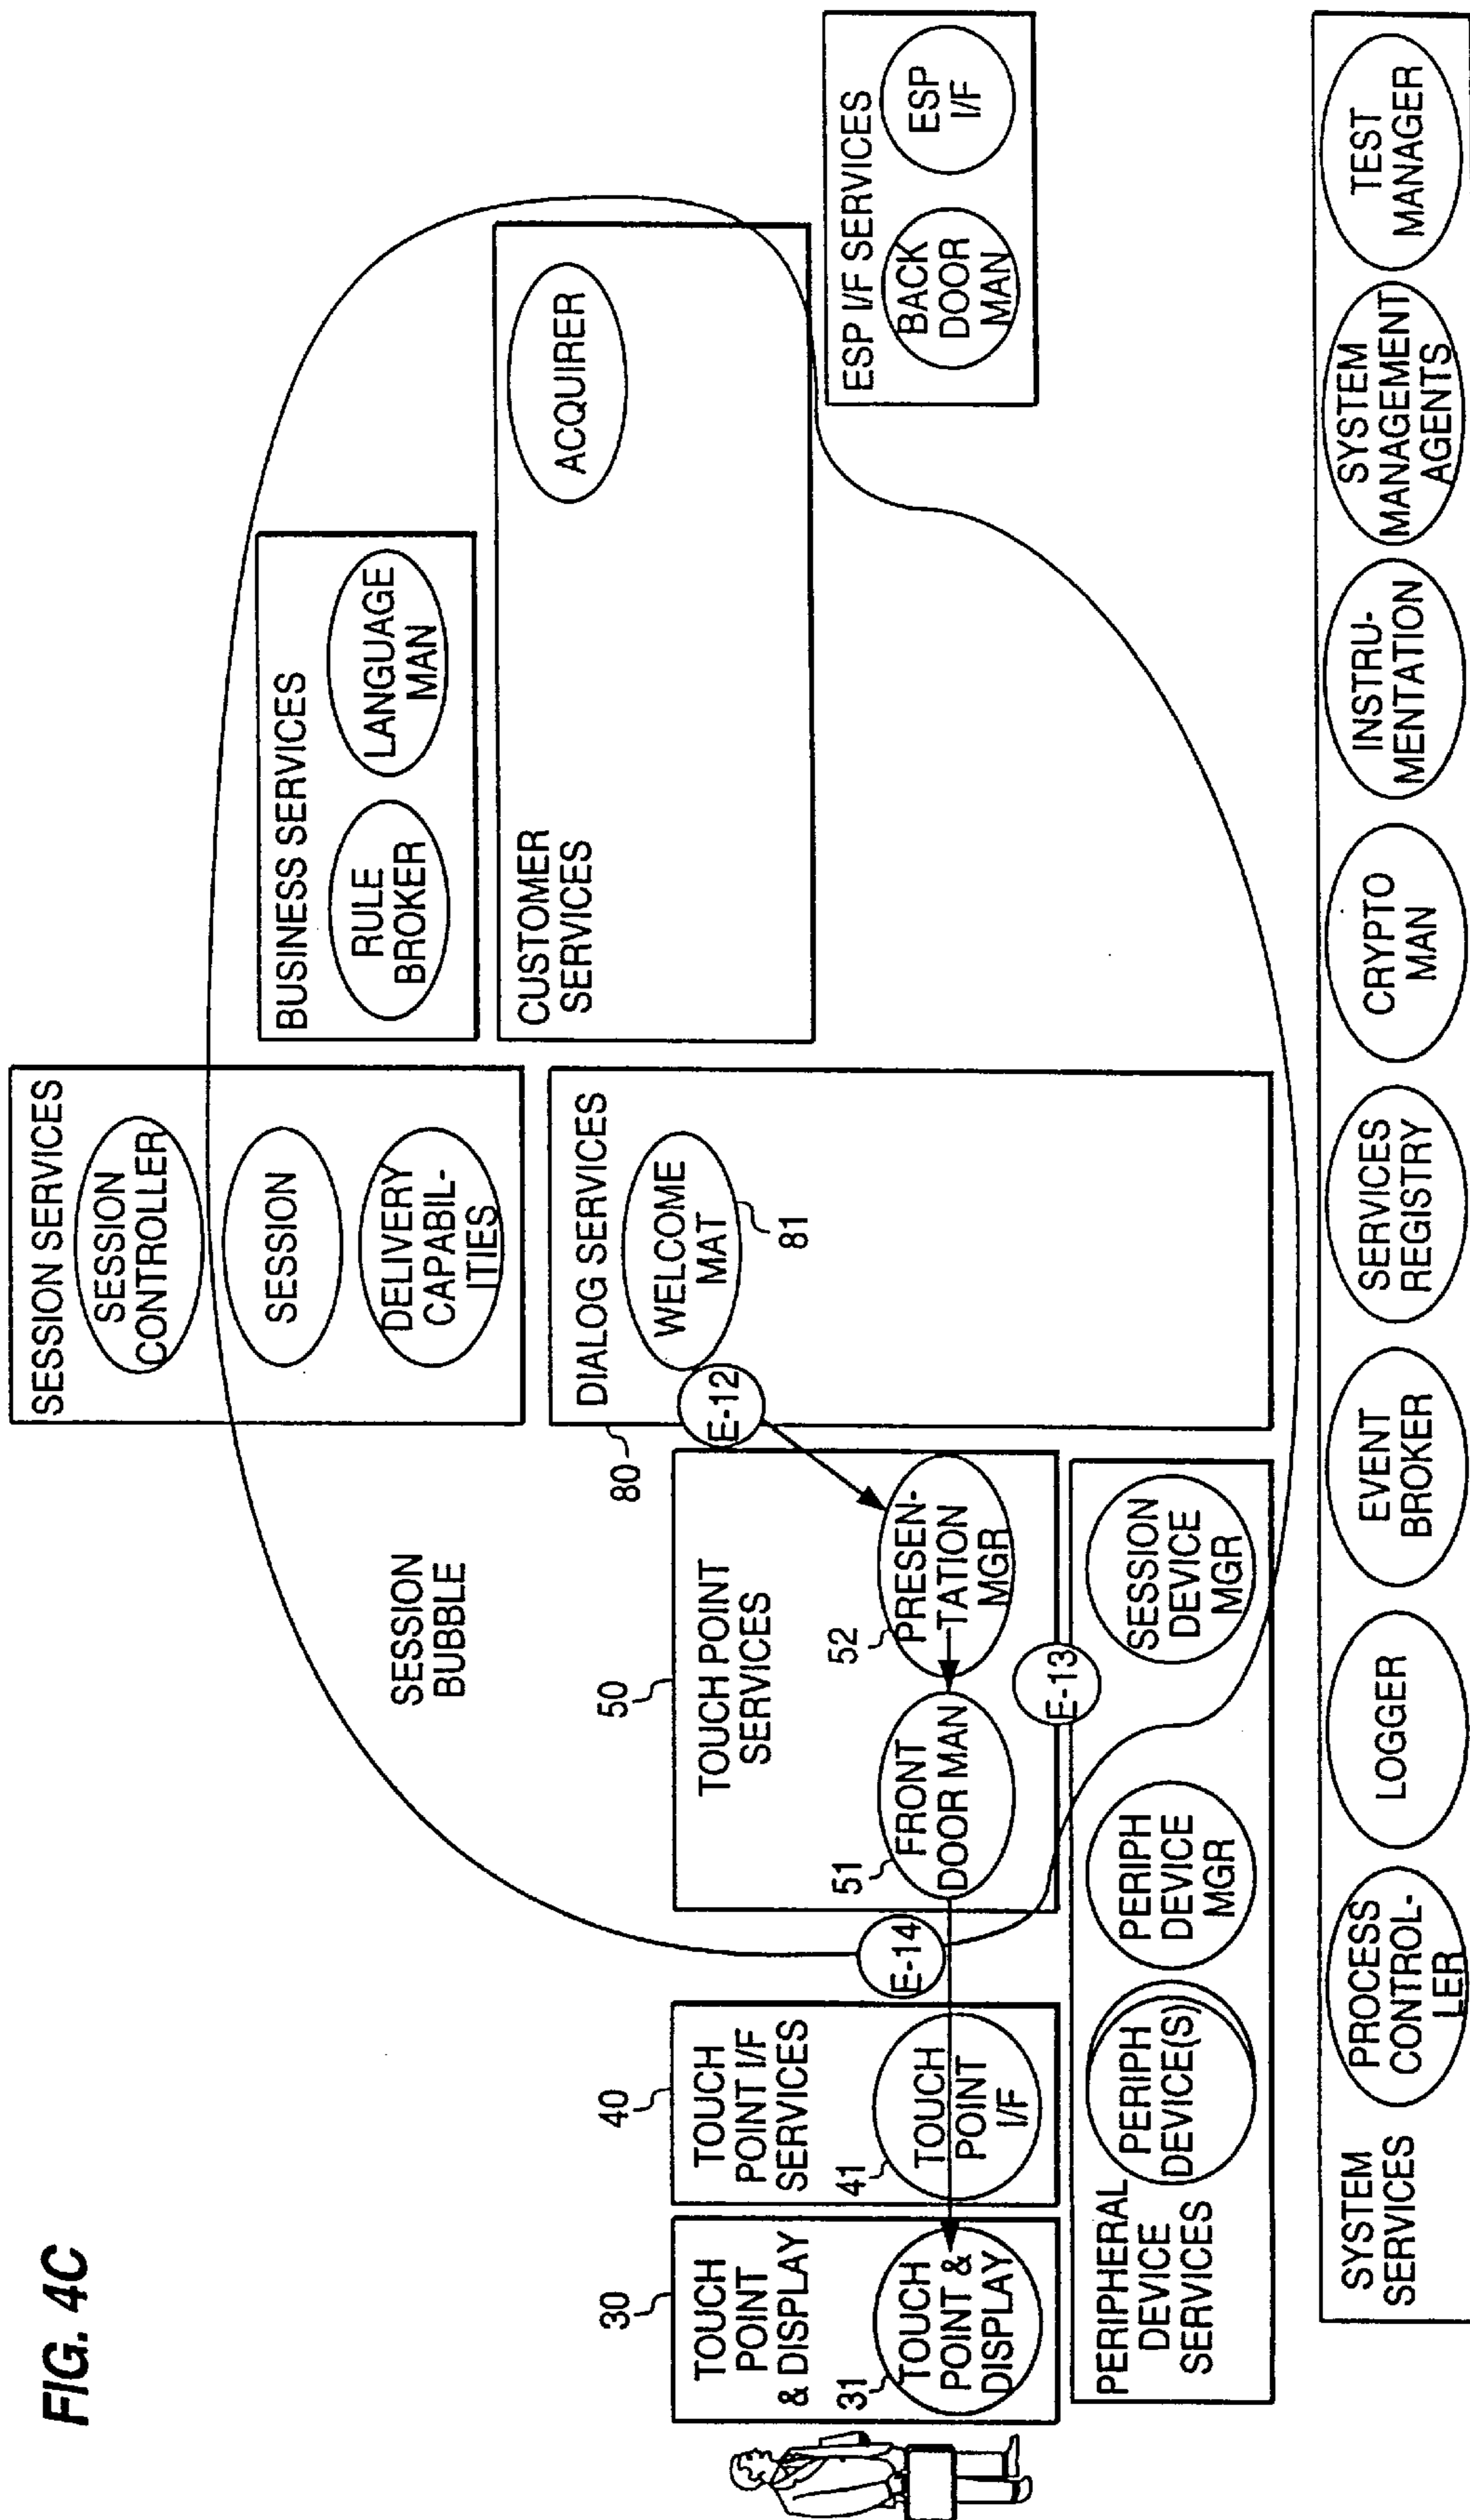 FIG. 4C
SESSION SERVICES
SESSION
CONTROLLER
SESSION
DELIVERY
CAPABIL-
ITIES
BUSINESS SERVICES
RULE
BROKER
LANGUAGE
MAN
SESSION
BUBBLE
CUSTOMER
SERVICES
ACQUIRER
80
DIALOG SERVICES
WELCOME
MAT
81
E-12
30
TOUCH
POINT
& DISPLAY
31
TOUCH
POINT &
DISPLAY
40
TOUCH
POINT I/F
SERVICES
41
TOUCH
POINT
I/F
E-14
50
TOUCH POINT
SERVICES
51
FRONT
DOOR MAN
52
PRESEN-
TATION
MGR
E-13
ESP I/F SERVICES
BACK
DOOR
MAN
ESP
I/F
PERIPHERAL
DEVICE
SERVICES
PERIPH
DEVICE(S)
PERIPH
DEVICE
MGR
SESSION
DEVICE
MGR
SYSTEM
SERVICES
PROCESS
CONTROL-
LER
LOGGER
EVENT
BROKER
SERVICES
REGISTRY
CRYPTO
MAN
INSTRU-
MENTATION
SYSTEM
MANAGEMENT
AGENTS
TEST
MANAGER